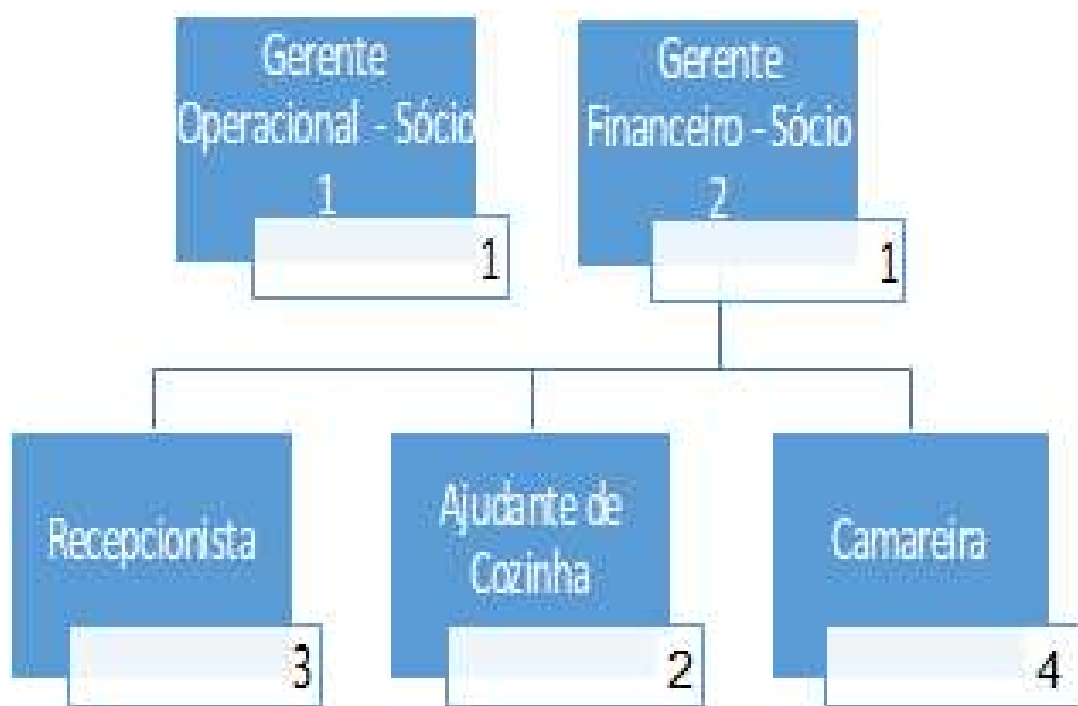 Gerente
Operacional - Sócio
1
1
Gerente
Financeiro - Sócio
2
1
Recepcionista
3
Ajudante de
Cozinha
2
Camareira
4